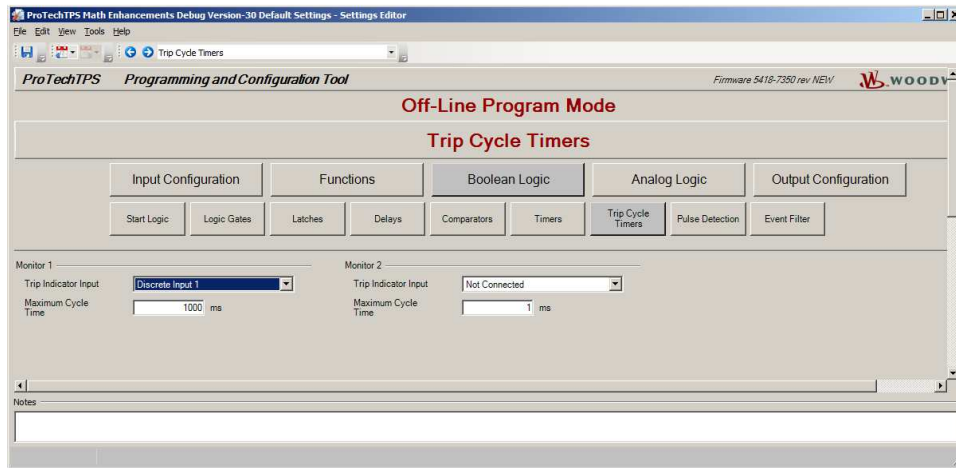 ProTechTPS Math Enhancements Debug Version-30 Default Settings - Settings Editor
File Edit View Tools Help
Trip Cycle Timers
ProTechTPS Programming and Configuration Tool Firmware 5418-7350 rev NEW WOODW
Off-Line Program Mode
Trip Cycle Timers
Input Configuration Functions Boolean Logic Analog Logic Output Configuration
Start Logic Logic Gates Latches Delays Comparators Timers Trip Cycle Timers Pulse Detection Event Filter
Monitor 1 Monitor 2
Trip Indicator Input Discrete Input 1 Trip Indicator Input Not Connected
Maximum Cycle Time 1000 ms Maximum Cycle Time 1 ms
Notes